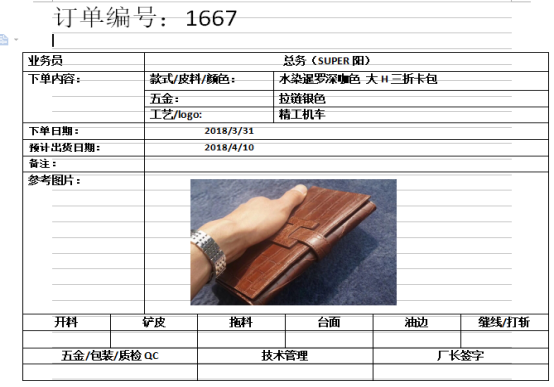 订单编号：1667
业务员 总务（SUPER 阳）
下单内容： 款式/皮料/颜色： 水染暹罗深咖色 大 H 三折卡包
五金： 拉链银色
工艺/logo: 精工机车
下单日期： 2018/3/31
预计出货日期： 2018/4/10
备注：
参考图片：
开料 铲皮 拖料 台面 油边 缝线/打斩
五金/包装/质检 QC 技术管理 厂长签字